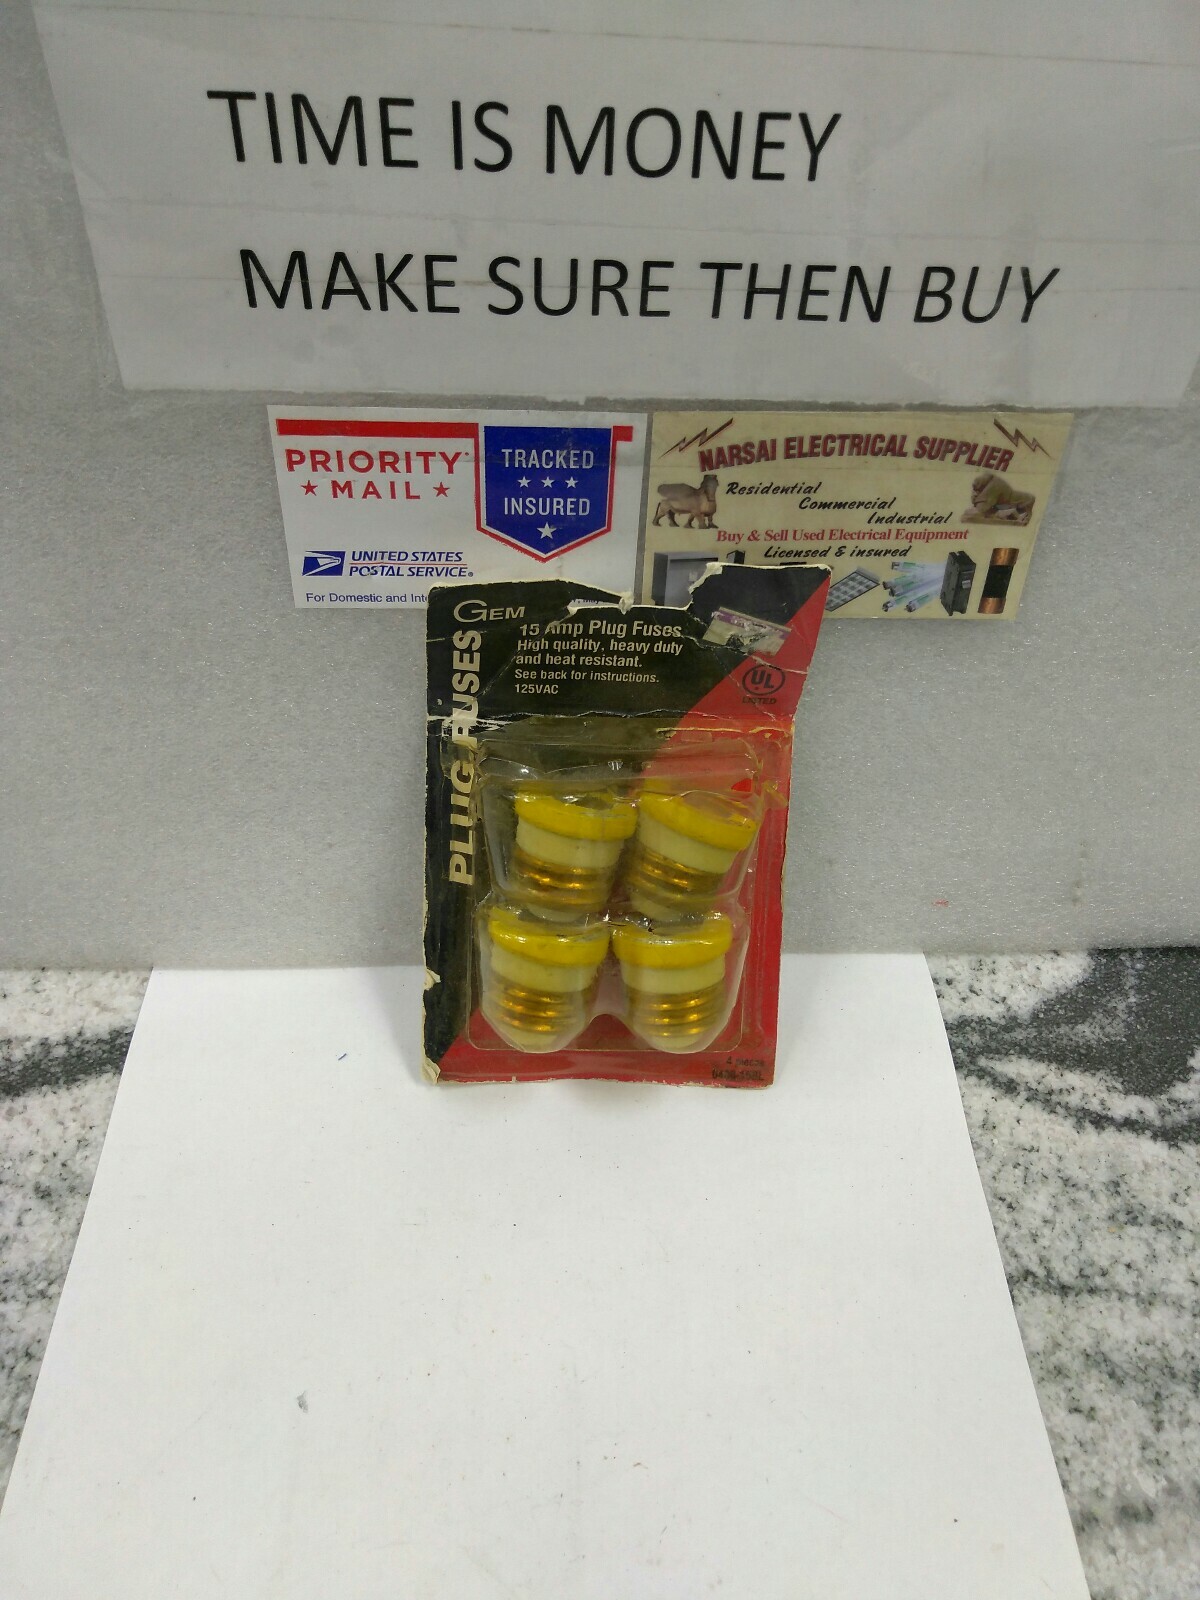 TIME IS MONEY
MAKE SURE THEN BUY
PRIORITY
MAIL
TRACKED
INSURED
UNITED STATES
POSTAL SERVICE®
For Domestic and
NARSAI ELECTRICAL SUPPLIER
Residential
Commercial
Industrial
Buy & Sell Used Electrical Equipment
Licensed & insured
GEM
PLUG FUSES
15 Amp Plug Fuses
High quality, heavy duty
and heat resistant.
See back for instructions.
125VAC
UL
LISTED
4